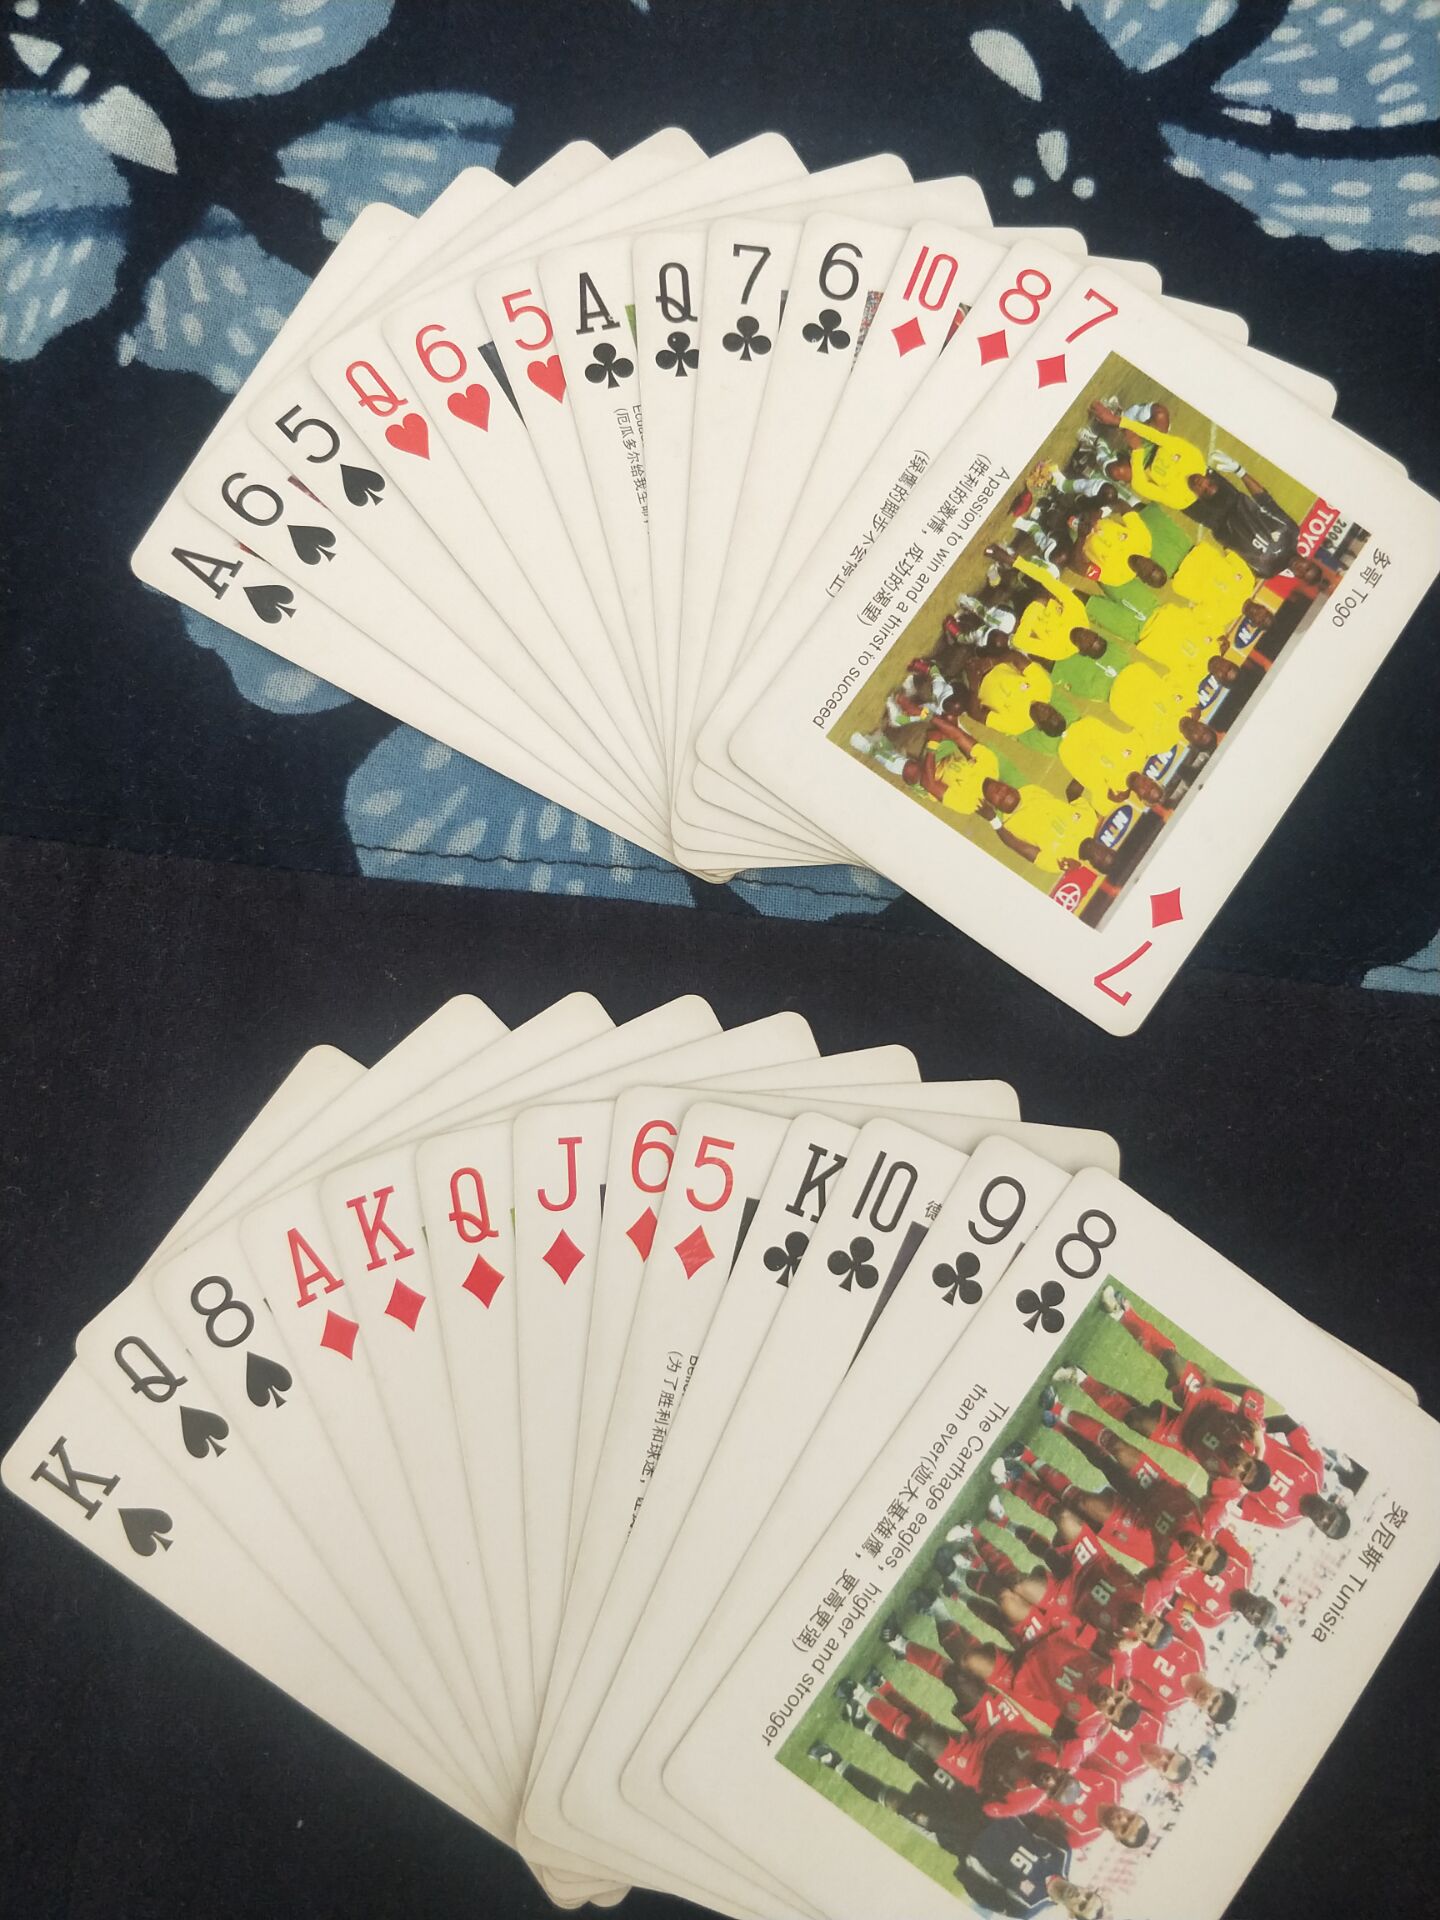 A
6
5
Q
6
5
A
Q
7
6
10
8
7
(厄瓜多尔给我生命,
(绿鹰的脚步不会停止)
A passion to win and a thirst to succeed
(胜利的激情，成功的渴望)
多哥 Togo
TOYO
MTN
MTN
MTN
MTN
7
K
Q
8
A
K
Q
J
6
5
K
10
9
8
(为了胜利和球迷，
The Carthage eagles, higher and stronger
than ever(迦太基雄鹰，更高更强)
突尼斯 Tunisia